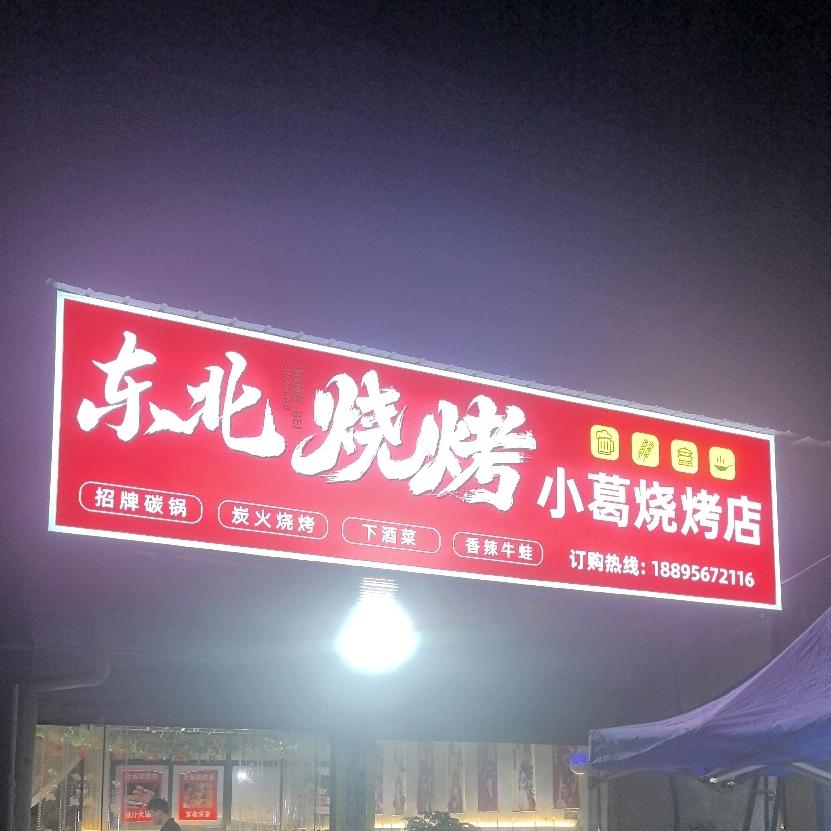 东北烧烤
DONG BEI
SHAOKAO
小葛烧烤店
招牌碳锅
炭火烧烤
下酒菜
香辣牛蛙
订购热线: 18895672116